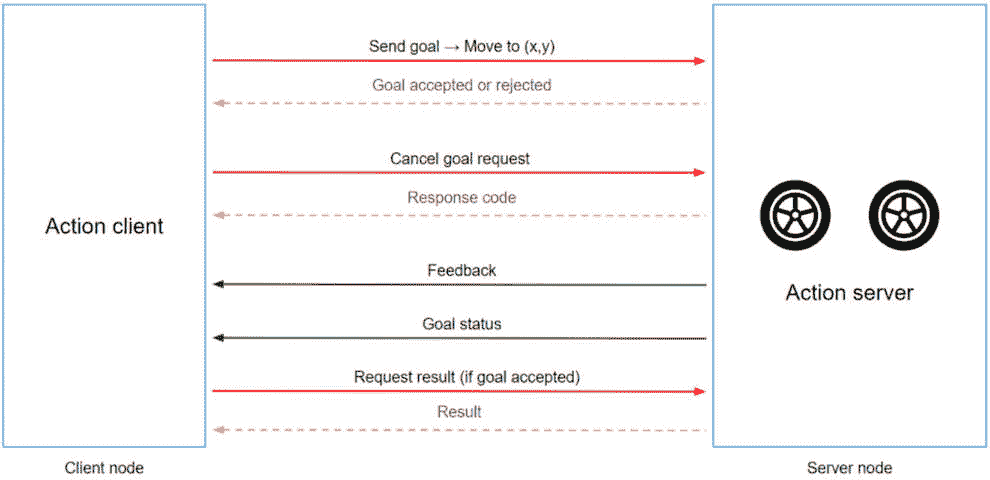 Send goal → Move to (x,y)
Goal accepted or rejected
Cancel goal request
Response code
Action client
Feedback
Action server
Goal status
Request result (if goal accepted)
Result
Client node
Server node